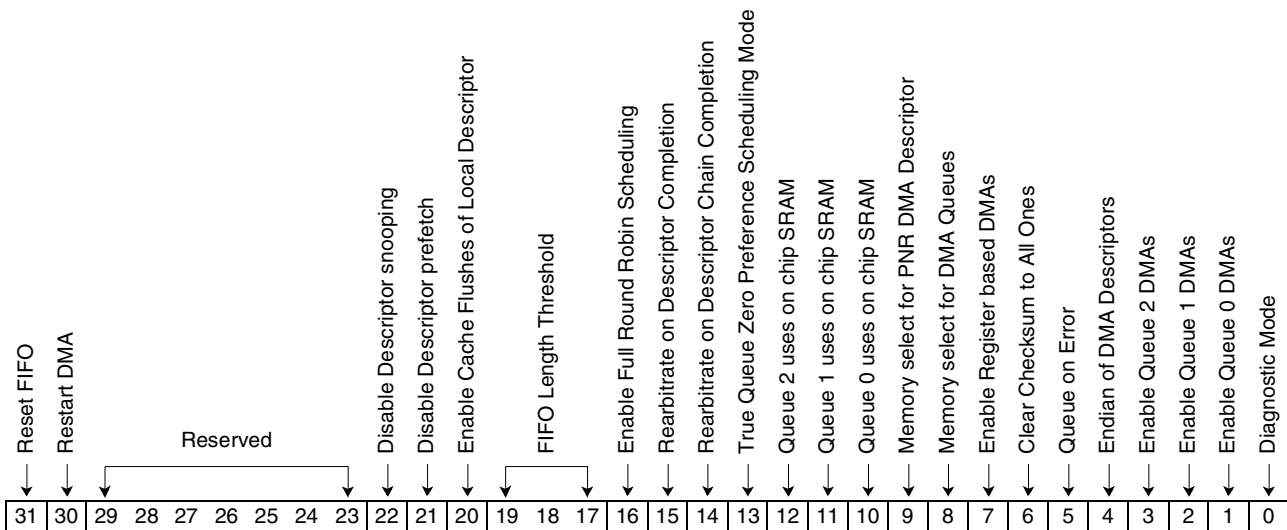 Reset FIFO
Restart DMA
Reserved
Disable Descriptor snooping
Disable Descriptor prefetch
Enable Cache Flushes of Local Descriptor
FIFO Length Threshold
Enable Full Round Robin Scheduling
Rearbitrate on Descriptor Completion
Rearbitrate on Descriptor Chain Completion
True Queue Zero Preference Scheduling Mode
Queue 2 uses on chip SRAM
Queue 1 uses on chip SRAM
Queue 0 uses on chip SRAM
Memory select for PNR DMA Descriptor
Memory select for DMA Queues
Enable Register based DMAs
Clear Checksum to All Ones
Queue on Error
Endian of DMA Descriptors
Enable Queue 2 DMAs
Enable Queue 1 DMAs
Enable Queue 0 DMAs
Diagnostic Mode
31 30 29 28 27 26 25 24 23 22 21 20 19 18 17 16 15 14 13 12 11 10 9 8 7 6 5 4 3 2 1 0